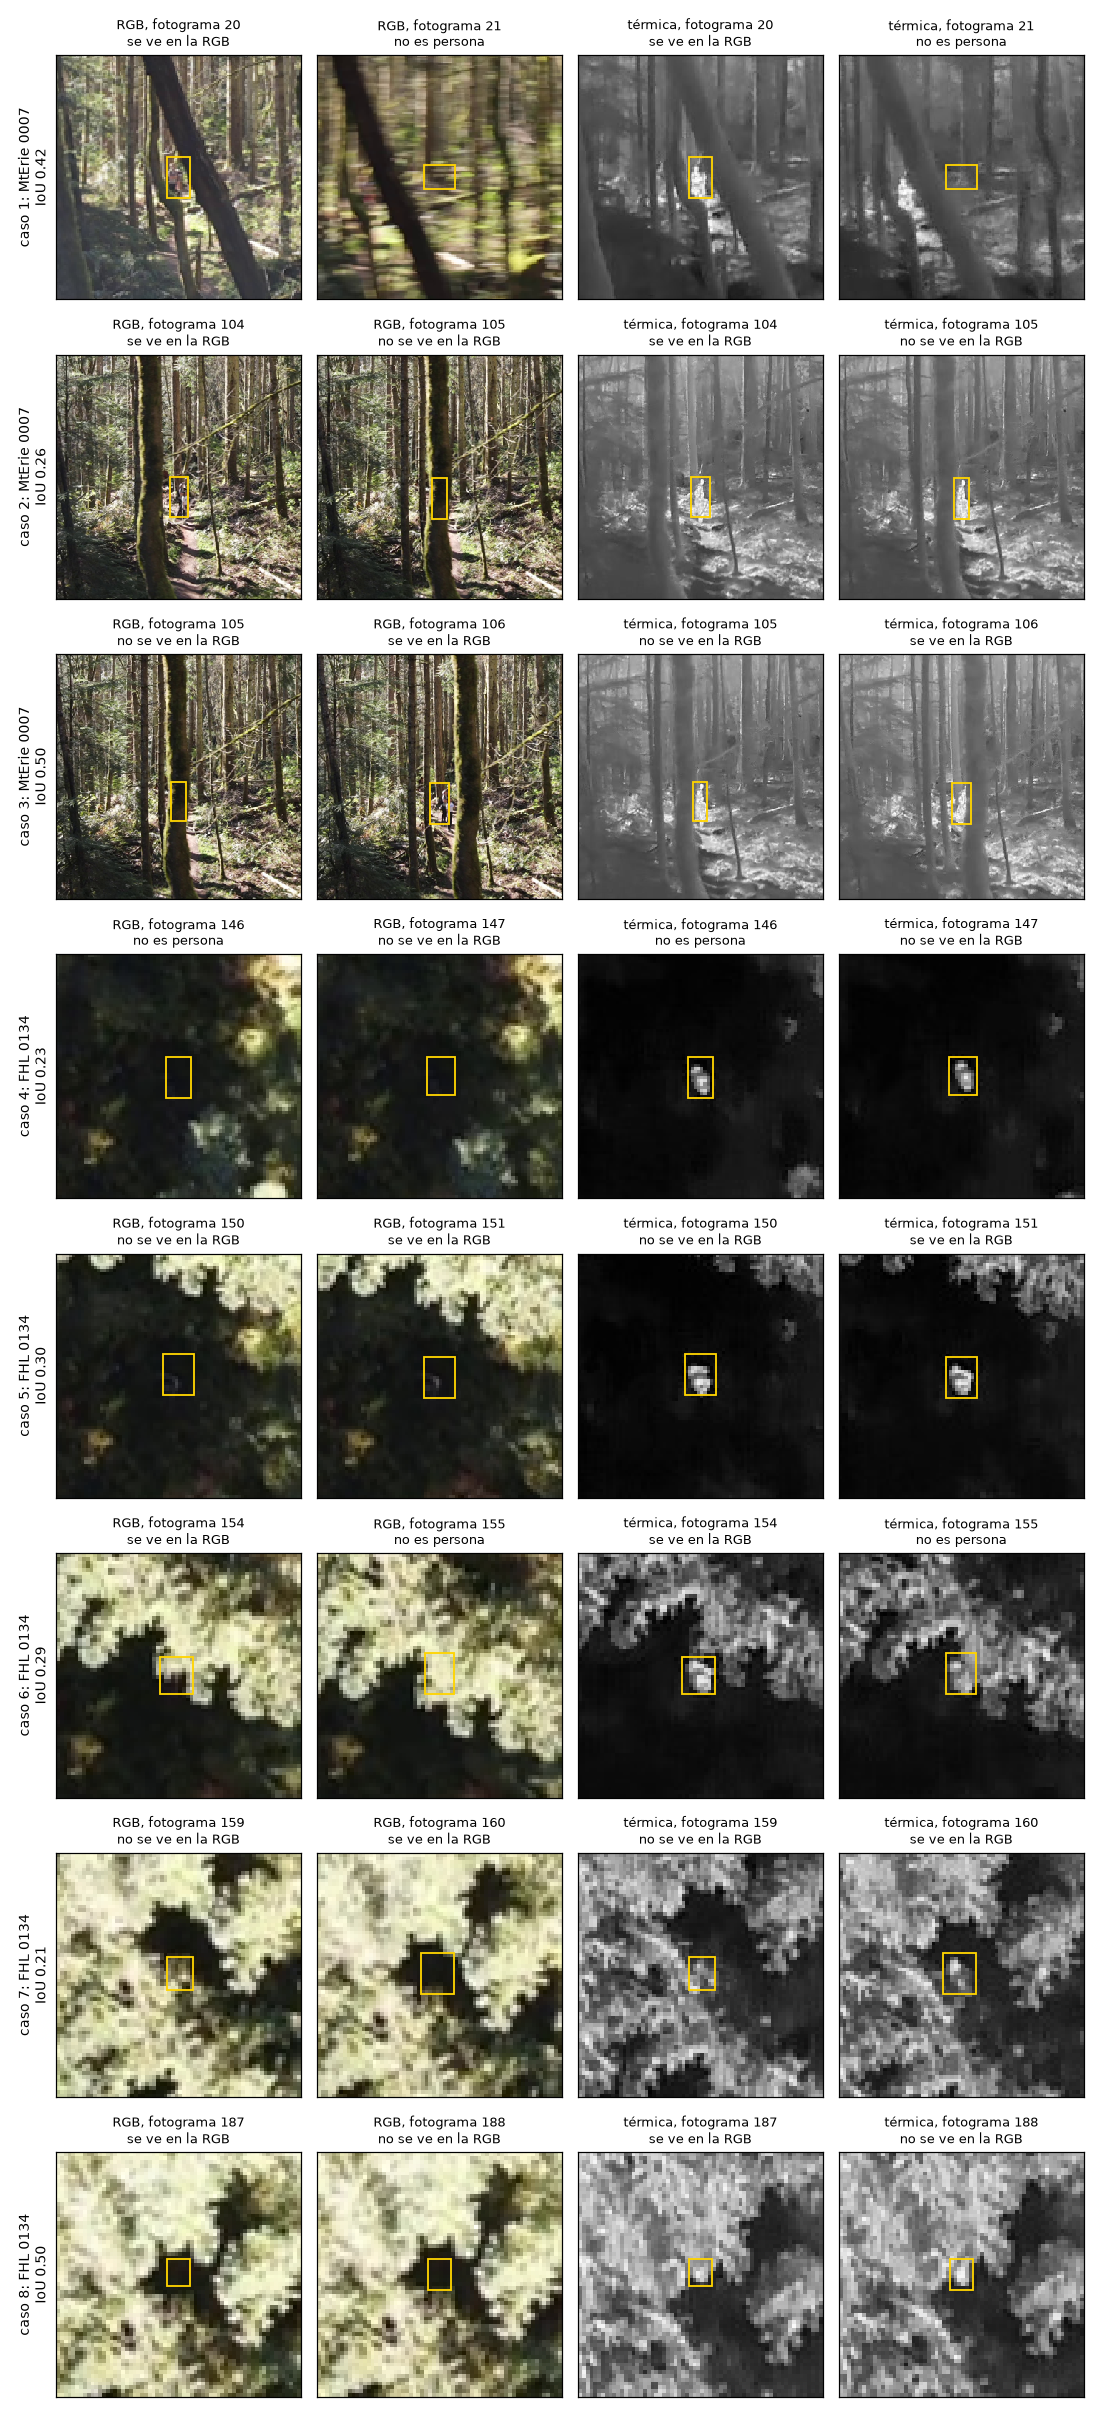 RGB, fotograma 20
se ve en la RGB
RGB, fotograma 21
no es persona
térmica, fotograma 20
se ve en la RGB
térmica, fotograma 21
no es persona
caso 1: MtErie 0007
IoU 0.42
RGB, fotograma 104
se ve en la RGB
RGB, fotograma 105
no se ve en la RGB
térmica, fotograma 104
se ve en la RGB
térmica, fotograma 105
no se ve en la RGB
caso 2: MtErie 0007
IoU 0.26
RGB, fotograma 105
no se ve en la RGB
RGB, fotograma 106
se ve en la RGB
térmica, fotograma 105
no se ve en la RGB
térmica, fotograma 106
se ve en la RGB
caso 3: MtErie 0007
IoU 0.50
RGB, fotograma 146
no es persona
RGB, fotograma 147
no se ve en la RGB
térmica, fotograma 146
no es persona
térmica, fotograma 147
no se ve en la RGB
caso 4: FHL 0134
IoU 0.23
RGB, fotograma 150
no se ve en la RGB
RGB, fotograma 151
se ve en la RGB
térmica, fotograma 150
no se ve en la RGB
térmica, fotograma 151
se ve en la RGB
caso 5: FHL 0134
IoU 0.30
RGB, fotograma 154
se ve en la RGB
RGB, fotograma 155
no es persona
térmica, fotograma 154
se ve en la RGB
térmica, fotograma 155
no es persona
caso 6: FHL 0134
IoU 0.29
RGB, fotograma 159
no se ve en la RGB
RGB, fotograma 160
se ve en la RGB
térmica, fotograma 159
no se ve en la RGB
térmica, fotograma 160
se ve en la RGB
caso 7: FHL 0134
IoU 0.21
RGB, fotograma 187
se ve en la RGB
RGB, fotograma 188
no se ve en la RGB
térmica, fotograma 187
se ve en la RGB
térmica, fotograma 188
no se ve en la RGB
caso 8: FHL 0134
IoU 0.50